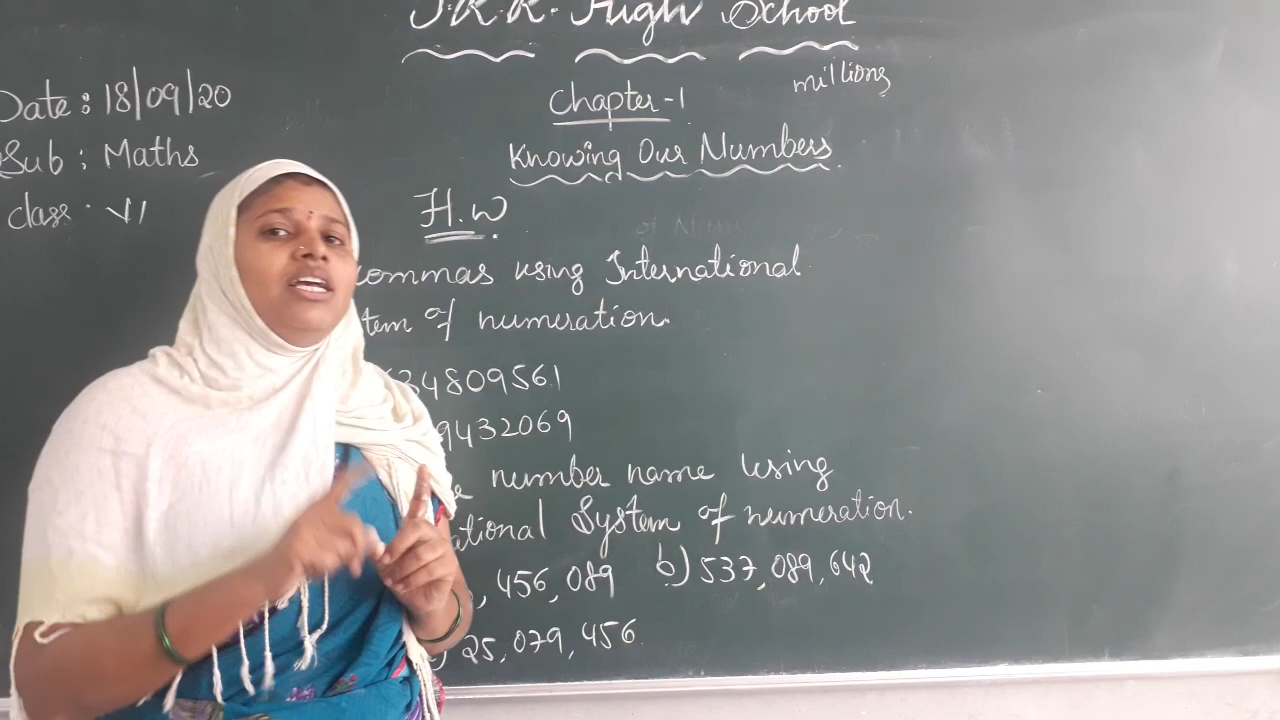 High School
millions
Date: 18/09/20
Chapter-1
Sub: Maths
Knowing Our Numbers.
class. VI
H.W.
commas using International
tem of numeration.
634809561
9432069
number name using
ational System of numeration.
,456,089 b) 537,089,642
25,079,456.